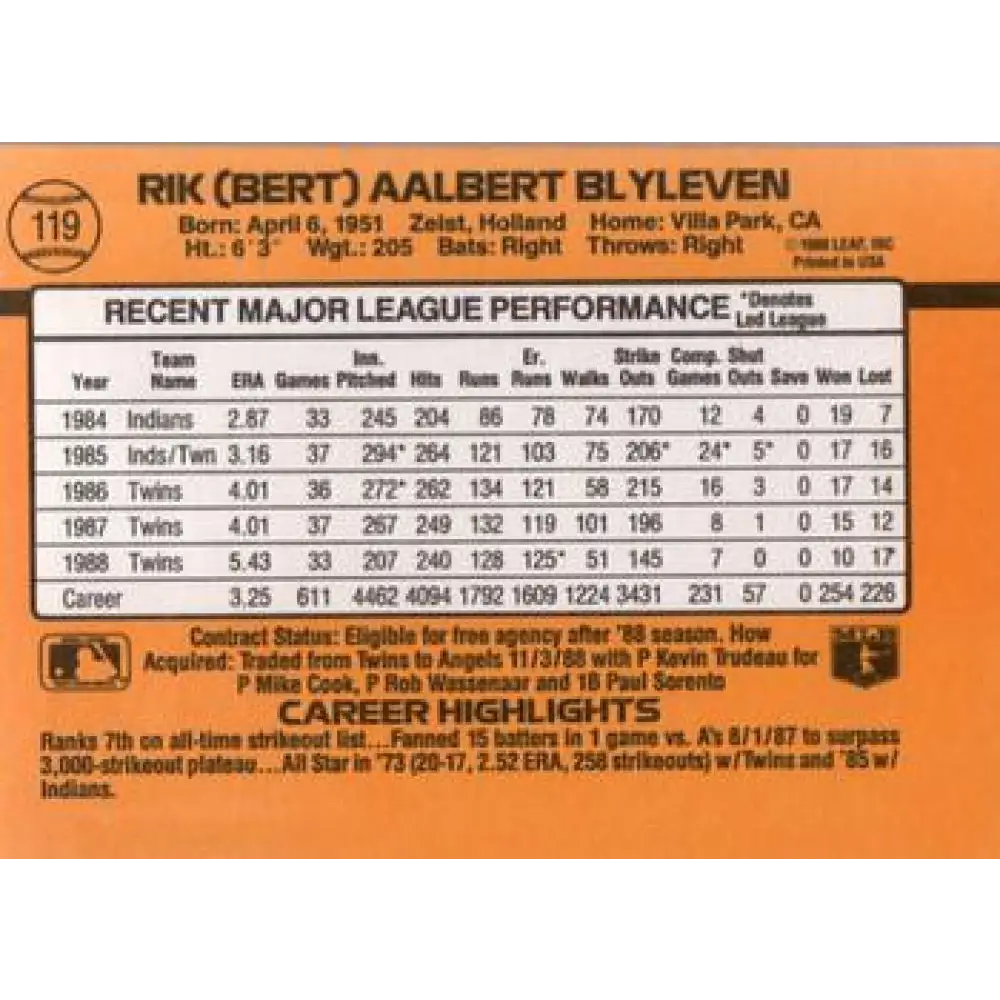 119
RIK (BERT) AALBERT BLYLEVEN
Born: April 6, 1951 Zeist, Holland Home: Villa Park, CA
Ht.: 6'3" Wgt.: 205 Bats: Right Throws: Right
© 1988 LEAF, INC
Printed in USA
RECENT MAJOR LEAGUE PERFORMANCE *Denotes Led League
Year Team Name ERA Games Inn. Pitched Hits Runs Er. Runs Walks Strike Outs Comp. Games Shut Outs Save Won Lost
1984 Indians 2.87 33 245 204 86 78 74 170 12 4 0 19 7
1985 Inds/Twn 3.16 37 294* 264 121 103 75 206* 24* 5* 0 17 16
1986 Twins 4.01 36 272* 262 134 121 58 215 16 3 0 17 14
1987 Twins 4.01 37 267 249 132 119 101 196 8 1 0 15 12
1988 Twins 5.43 33 207 240 128 125* 51 145 7 0 0 10 17
Career 3.25 611 4462 4094 1792 1609 1224 3431 231 57 0 254 226
Contract Status: Eligible for free agency after '88 season. How
Acquired: Traded from Twins to Angels 11/3/88 with P Kevin Trudeau for
P Mike Cook, P Rob Wassenaar and 1B Paul Sorento
CAREER HIGHLIGHTS
Ranks 7th on all-time strikeout list...Fanned 15 batters in 1 game vs. A's 8/1/87 to surpass
3,000-strikeout plateau...All Star in '73 (20-17, 2.52 ERA, 258 strikeouts) w/Twins and '85 w/
Indians.